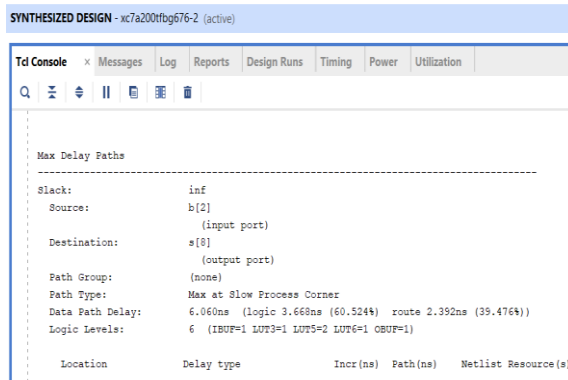 SYNTHESIZED DESIGN - xc7a200tfbg676-2 (active)
Tcl Console × Messages Log Reports Design Runs Timing Power Utilization
Max Delay Paths
--------------------------------------------------------------------------------------
Slack: inf
Source: b[2]
(input port)
Destination: s[8]
(output port)
Path Group: (none)
Path Type: Max at Slow Process Corner
Data Path Delay: 6.060ns (logic 3.668ns (60.524%) route 2.392ns (39.476%))
Logic Levels: 6 (IBUF=1 LUT3=1 LUT5=2 LUT6=1 OBUF=1)
Location Delay type Incr(ns) Path(ns) Netlist Resource(s)